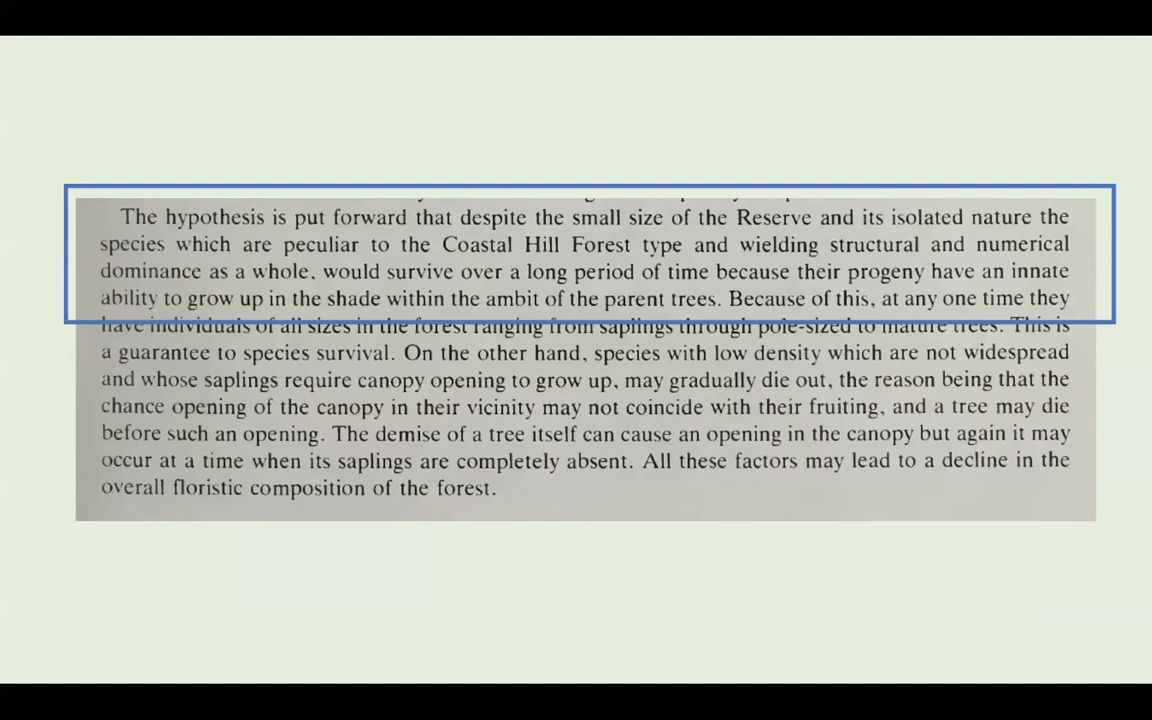 The hypothesis is put forward that despite the small size of the Reserve and its isolated nature the
species which are peculiar to the Coastal Hill Forest type and wielding structural and numerical
dominance as a whole, would survive over a long period of time because their progeny have an innate
ability to grow up in the shade within the ambit of the parent trees. Because of this, at any one time they
have individuals of all sizes in the forest ranging from saplings through pole-sized to mature trees. This is
a guarantee to species survival. On the other hand, species with low density which are not widespread
and whose saplings require canopy opening to grow up, may gradually die out, the reason being that the
chance opening of the canopy in their vicinity may not coincide with their fruiting, and a tree may die
before such an opening. The demise of a tree itself can cause an opening in the canopy but again it may
occur at a time when its saplings are completely absent. All these factors may lead to a decline in the
overall floristic composition of the forest.